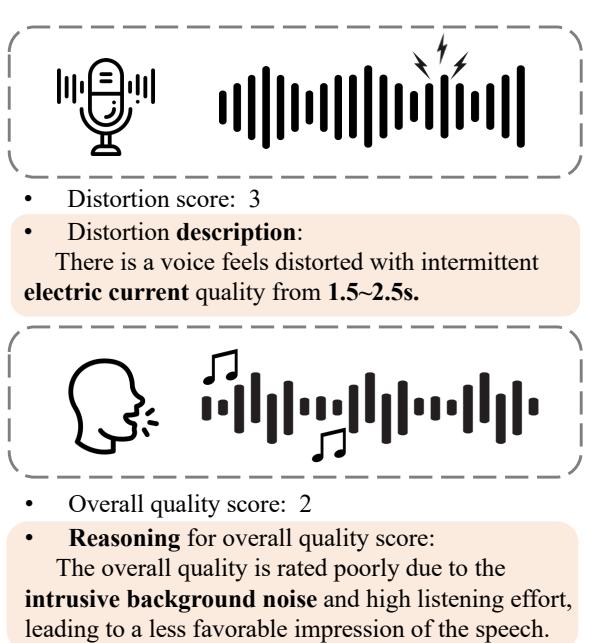 • Distortion score: 3
• Distortion description:
There is a voice feels distorted with intermittent
electric current quality from 1.5~2.5s.
• Overall quality score: 2
• Reasoning for overall quality score:
The overall quality is rated poorly due to the
intrusive background noise and high listening effort,
leading to a less favorable impression of the speech.